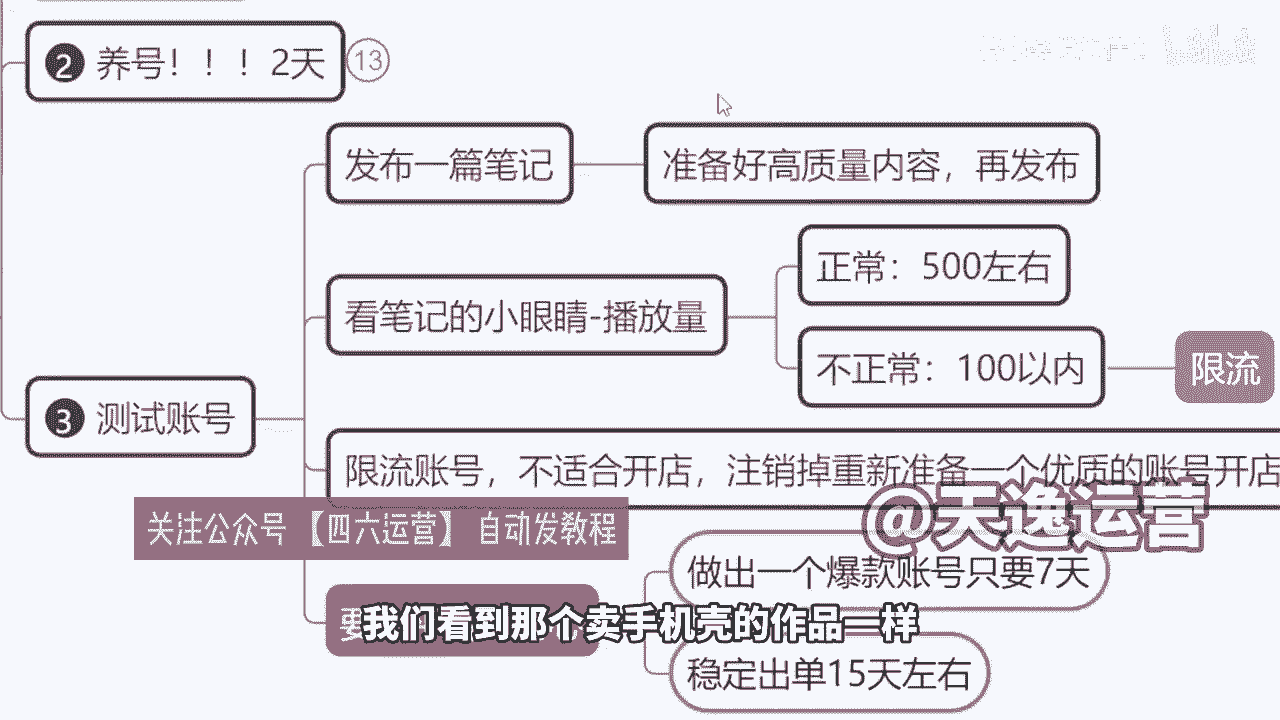 ❷ 养号！！！2天
13
发布一篇笔记
准备好高质量内容，再发布
正常：500左右
看笔记的小眼睛-播放量
不正常：100以内
限流
❸ 测试账号
限流账号，不适合开店，注销掉重新准备一个优质的账号开店
@天逸运营
关注公众号【四六运营】自动发教程
做出一个爆款账号只要7天
我们看到那个卖手机壳的作品一样
稳定出单15天左右